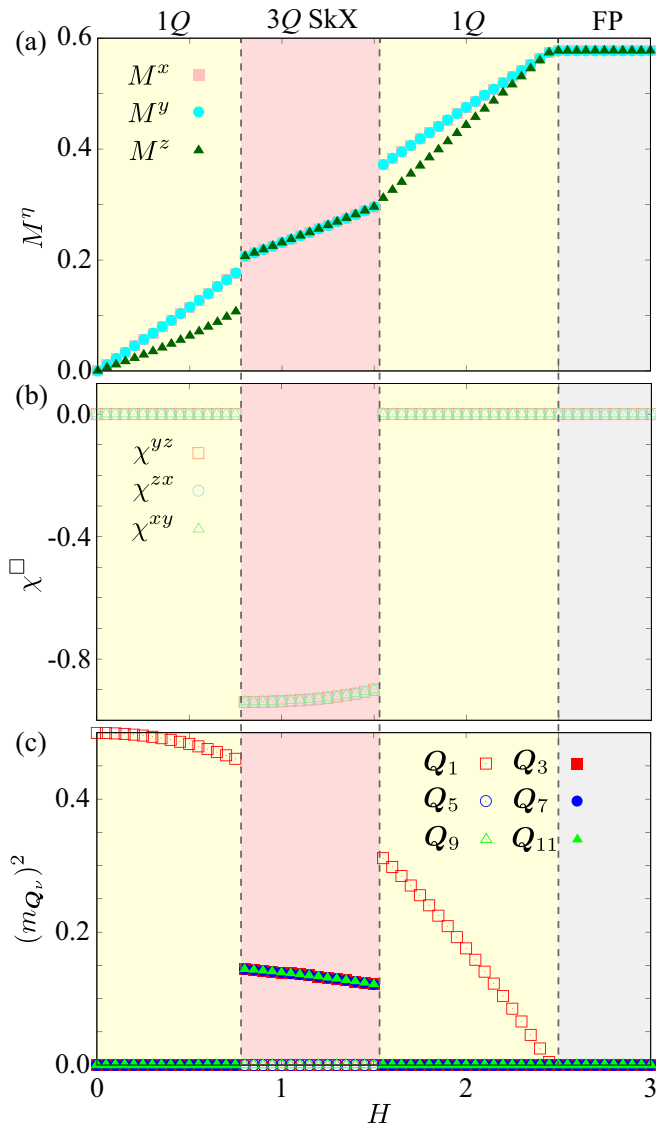 1Q 3Q SkX 1Q FP
(a)
0.6
M^x
M^y
M^z
0.4
M^η
0.2
0.0
(b)
0.0
χ^{yz}
χ^{zx}
χ^{xy}
-0.4
χ^□
-0.8
(c)
Q_1 Q_3
Q_5 Q_7
Q_9 Q_11
0.4
(m_{Q_ν})^2
0.2
0.0
0 1 2 3
H